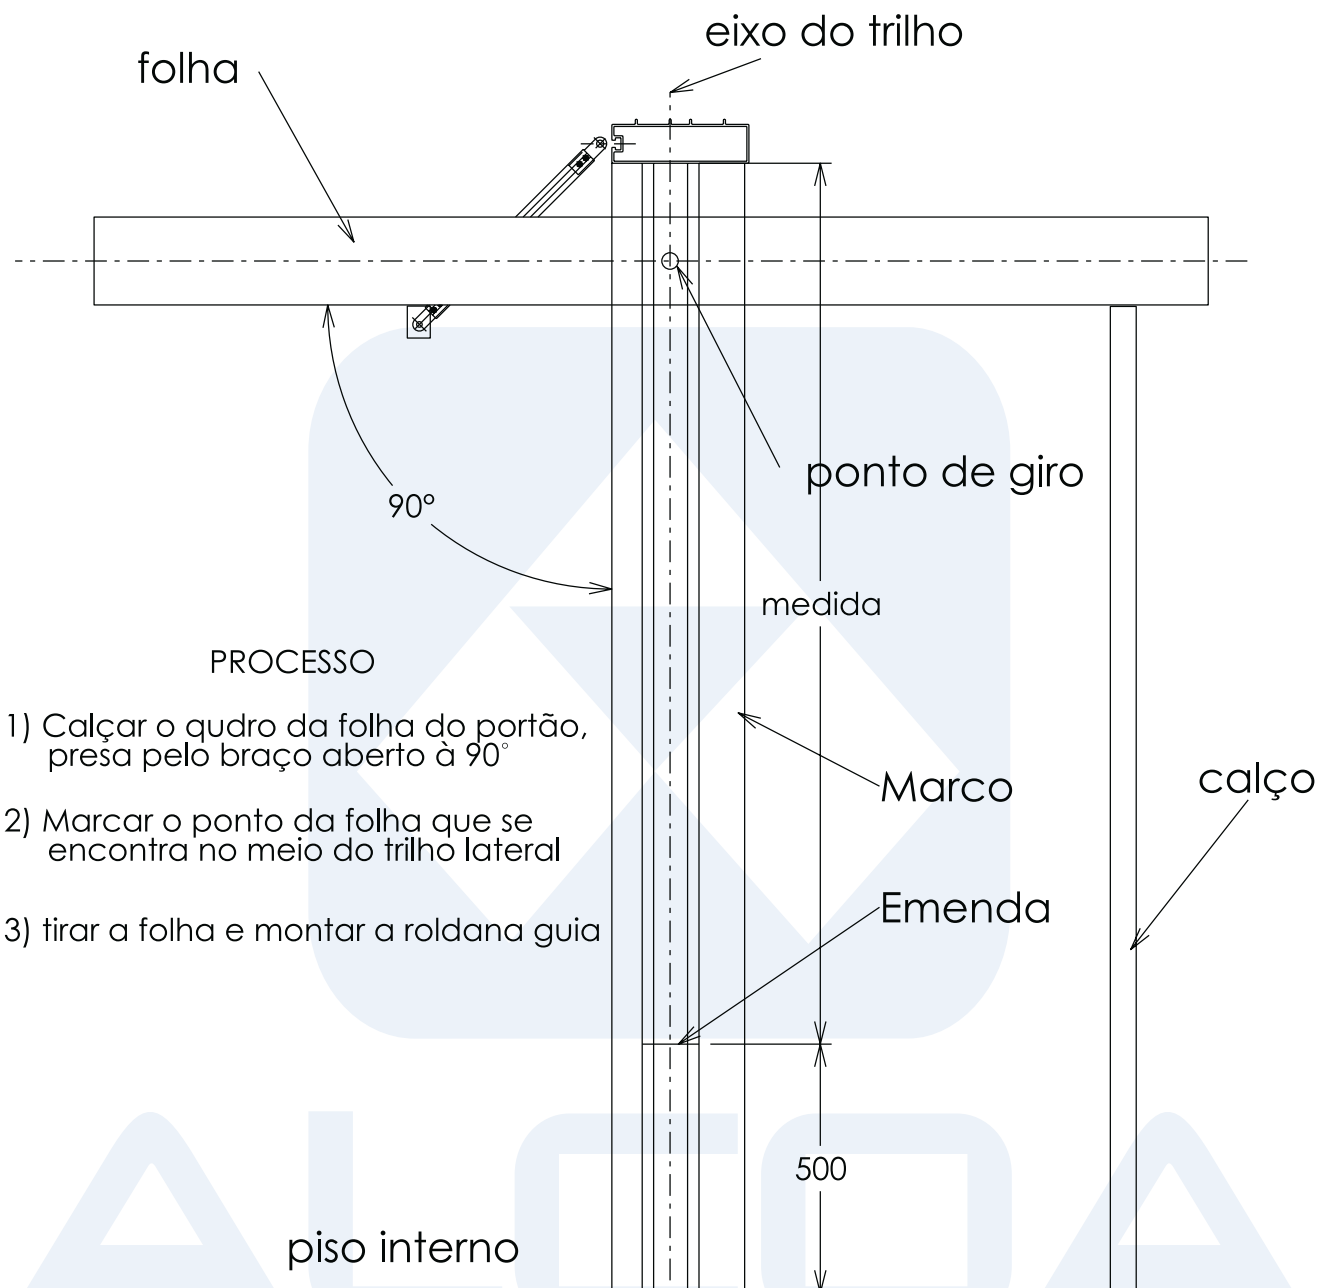 eixo do trilho
folha
ponto de giro
90°
medida
PROCESSO
1) Calçar o qudro da folha do portão,
presa pelo braço aberto à 90°
Marco
calço
2) Marcar o ponto da folha que se
encontra no meio do trilho lateral
Emenda
3) tirar a folha e montar a roldana guia
500
piso interno
ALCOA